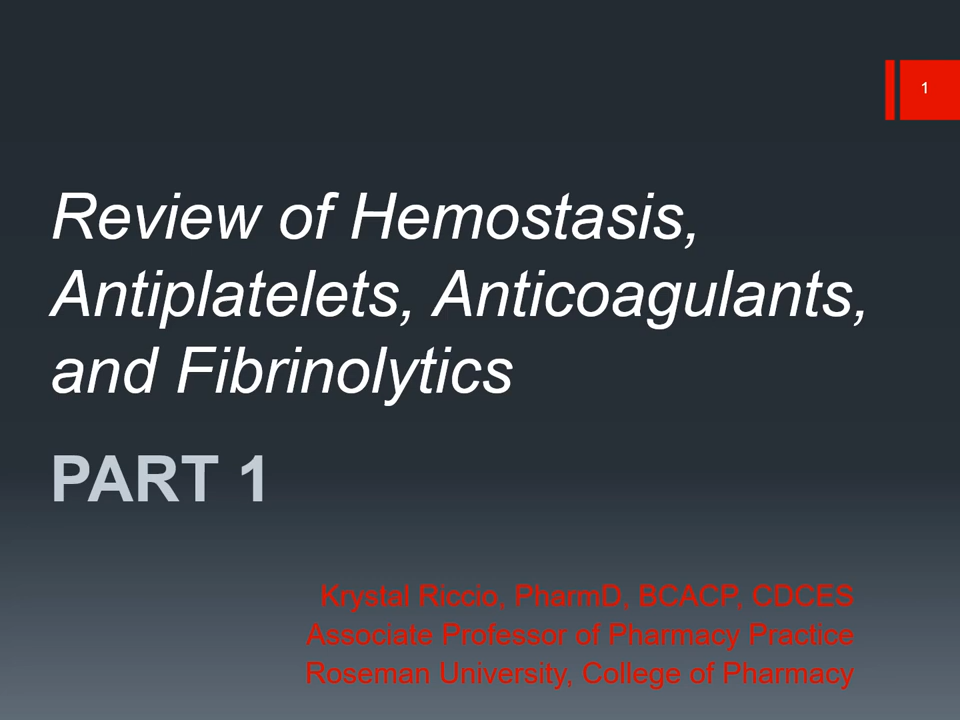 1
Review of Hemostasis,
Antiplatelets, Anticoagulants,
and Fibrinolytics
PART 1
Krystal Riccio, PharmD, BCACP, CDCES
Associate Professor of Pharmacy Practice
Roseman University, College of Pharmacy